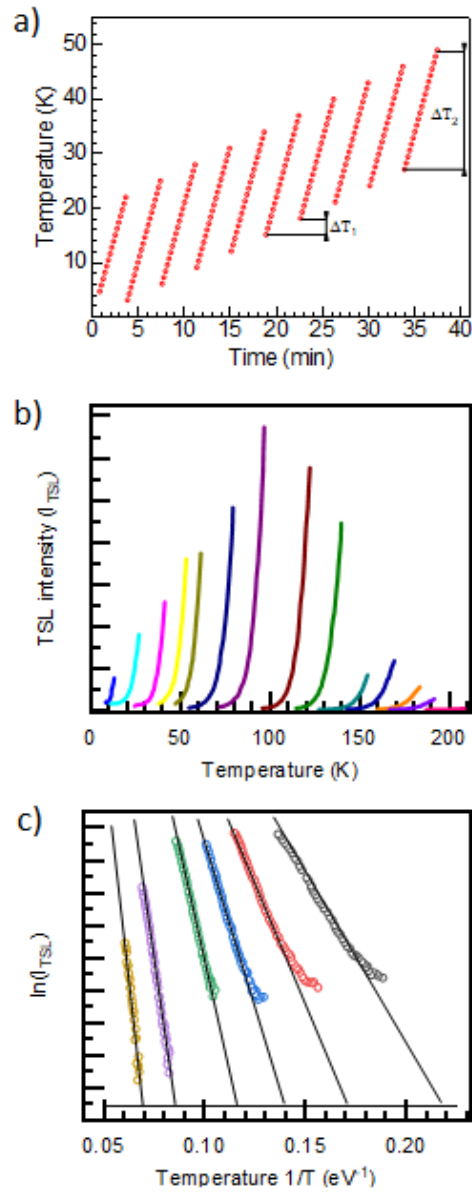 a)
50
40
30
20
10
Temperature (K)
ΔT₂
ΔT₁
0 5 10 15 20 25 30 35 40
Time (min)
b)
TSL intensity (I_TSL)
0 50 100 150 200
Temperature (K)
c)
ln(I_TSL)
0.05 0.10 0.15 0.20
Temperature 1/T (eV⁻¹)